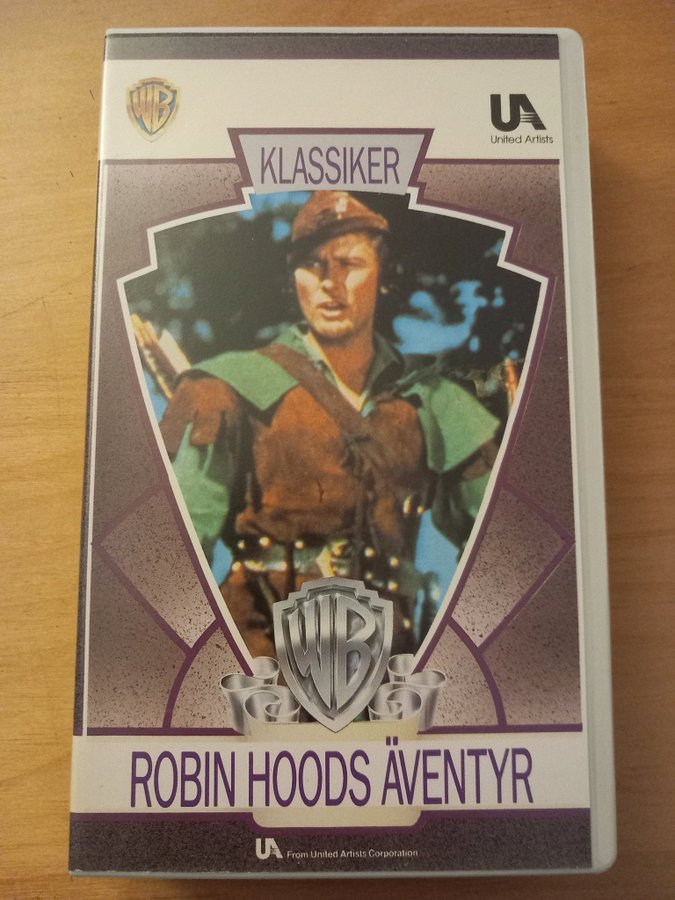 WB
UA
United Artists
KLASSIKER
WB
ROBIN HOODS ÄVENTYR
UA From United Artists Corporation